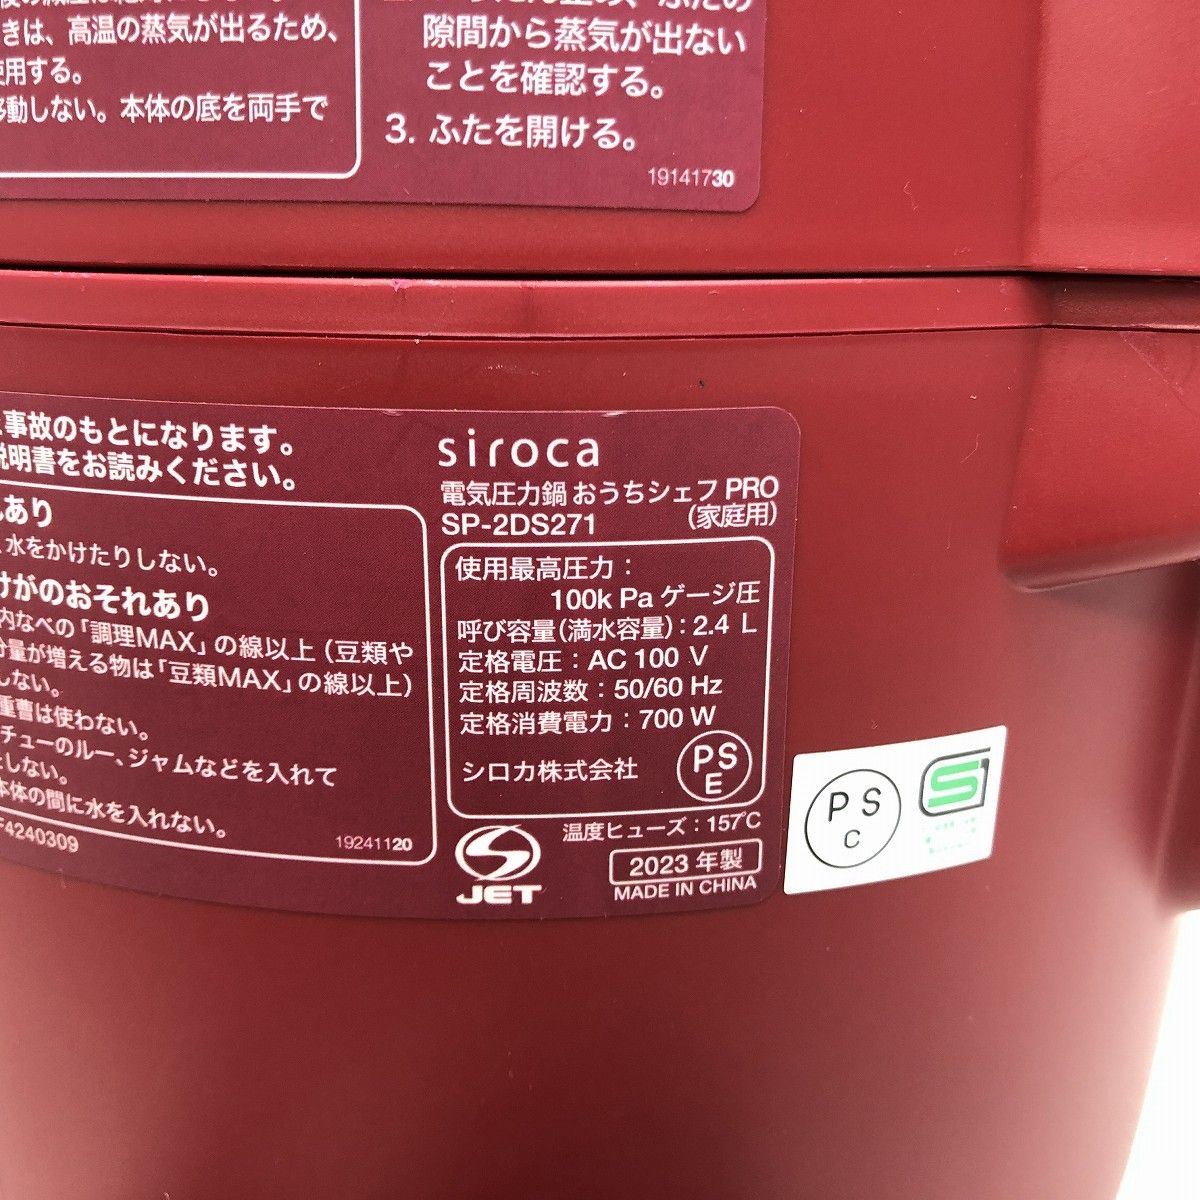 きは、高温の蒸気が出るため、
使用する。
移動しない。本体の底を両手で
隙間から蒸気が出ない
ことを確認する。
3. ふたを開ける。
19141730
事故のもとになります。
説明書をお読みください。
れあり
水をかけたりしない。
けがのおそれあり
内なべの「調理MAX」の線以上（豆類や
分量が増える物は「豆類MAX」の線以上）
しない。
重曹は使わない。
チューのルー、ジャムなどを入れて
しない。
本体の間に水を入れない。
F4240309
19241120
siroca
電気圧力鍋 おうちシェフ PRO
SP-2DS271
（家庭用）
使用最高圧力：
100k Pa ゲージ圧
呼び容量（満水容量）：2.4 L
定格電圧：AC 100 V
定格周波数：50/60 Hz
定格消費電力：700 W
シロカ株式会社
PS
E
温度ヒューズ：157℃
JET
2023 年製
MADE IN CHINA
PS
C